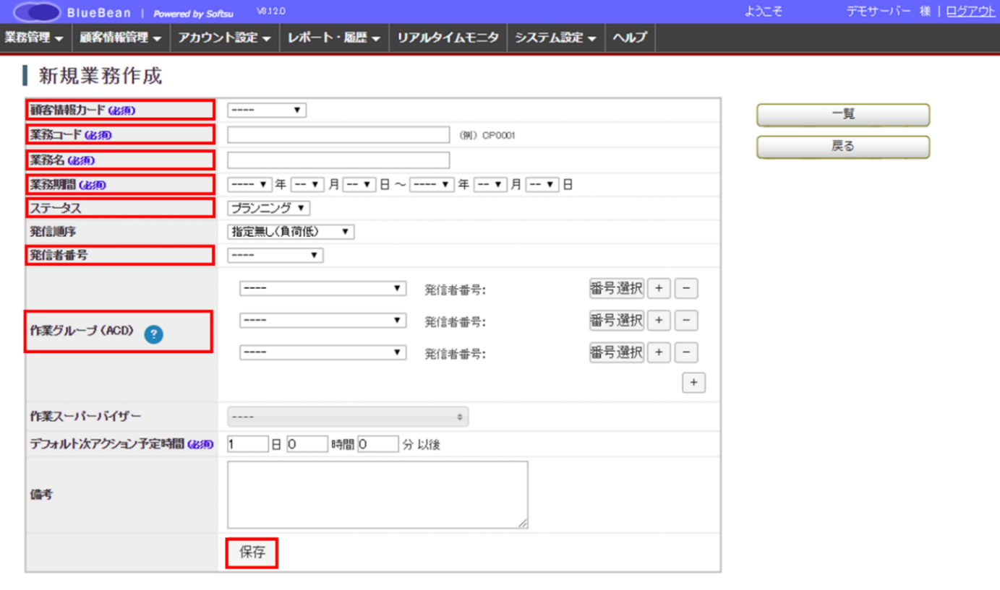 BlueBean | Powered by Softsu V8.12.0 ようこそ デモサーバー 様 | ログアウト
業務管理 顧客情報管理 アカウント設定 レポート・履歴 リアルタイムモニタ システム設定 ヘルプ
新規業務作成
顧客情報カード (必須) ----
一覧
業務コード (必須) (例) CP0001
戻る
業務名 (必須)
業務期間 (必須) ---- 年 -- 月 -- 日 ～ ---- 年 -- 月 -- 日
ステータス プランニング
発信順序 指定無し(負荷低)
発信者番号 ----
---- 発信者番号: 番号選択 + -
作業グループ (ACD) ? ---- 発信者番号: 番号選択 + -
---- 発信者番号: 番号選択 + -
+
作業スーパーバイザー ----
デフォルト次アクション予定時間 (必須) 1 日 0 時間 0 分 以後
備考
保存